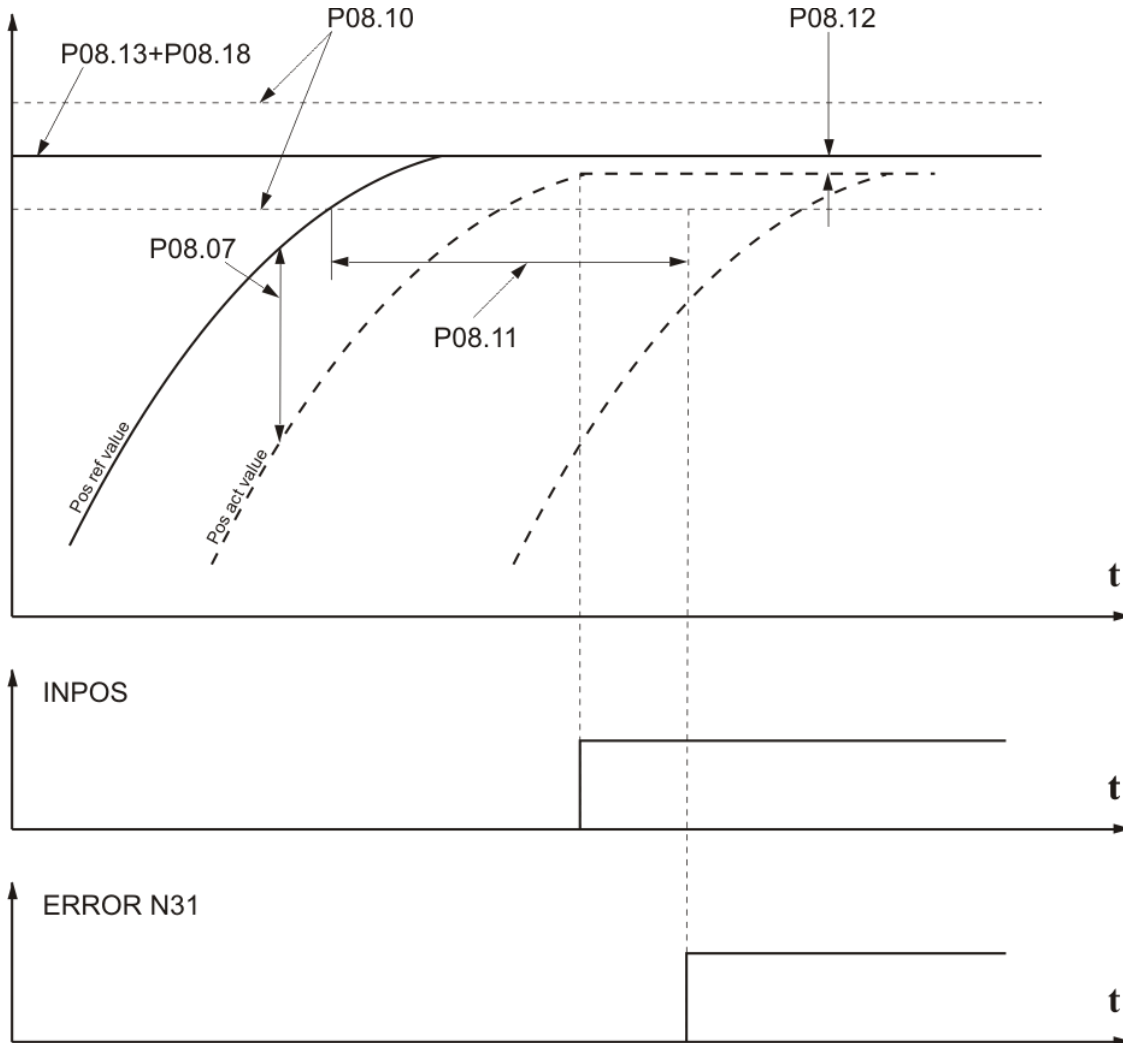 P08.10
P08.12
P08.13+P08.18
P08.07
P08.11
Pos ref value
Pos act value
t
INPOS
t
ERROR N31
t